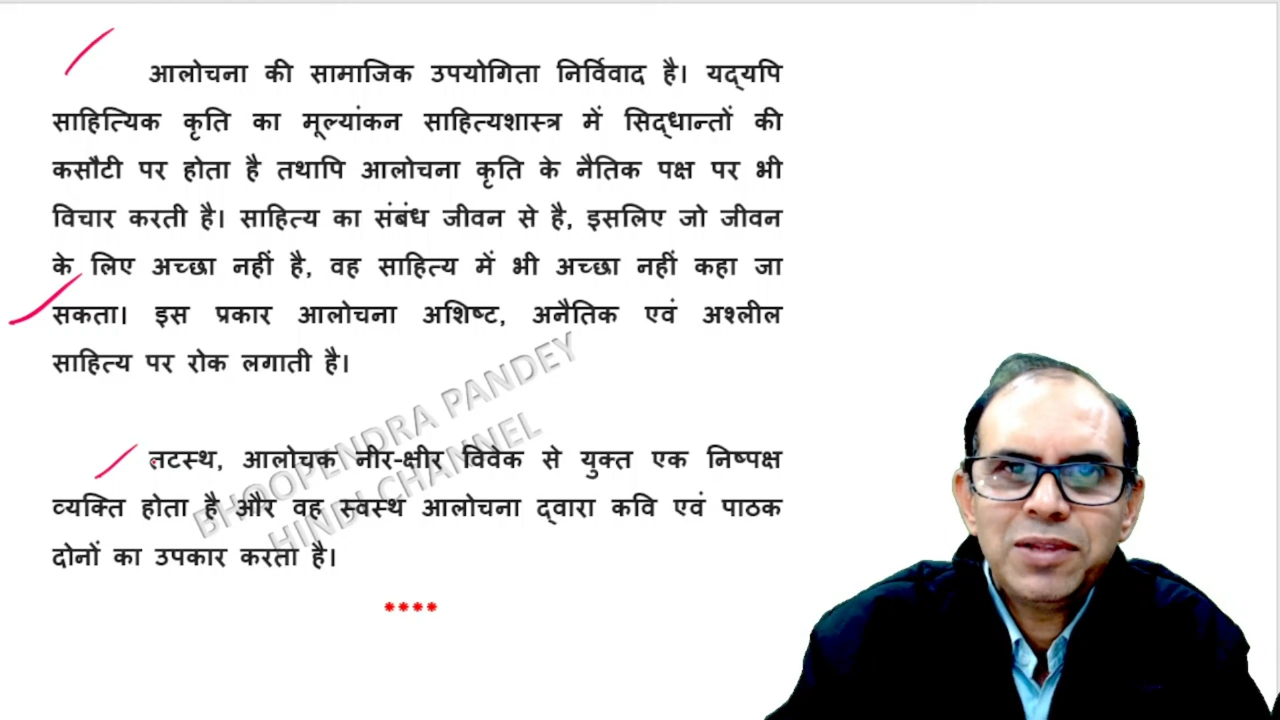 आलोचना की सामाजिक उपयोगिता निर्विवाद है। यद्यपि
साहित्यिक कृति का मूल्यांकन साहित्यशास्त्र में सिद्धान्तों की
कसौटी पर होता है तथापि आलोचना कृति के नैतिक पक्ष पर भी
विचार करती है। साहित्य का संबंध जीवन से है, इसलिए जो जीवन
के लिए अच्छा नहीं है, वह साहित्य में भी अच्छा नहीं कहा जा
सकता। इस प्रकार आलोचना अशिष्ट, अनैतिक एवं अश्लील
साहित्य पर रोक लगाती है।
तटस्थ, आलोचक नीर-क्षीर विवेक से युक्त एक निष्पक्ष
व्यक्ति होता है और वह स्वस्थ आलोचना द्वारा कवि एवं पाठक
दोनों का उपकार करता है।
****
BHOOPENDRA PANDEY
HINDI CHANNEL